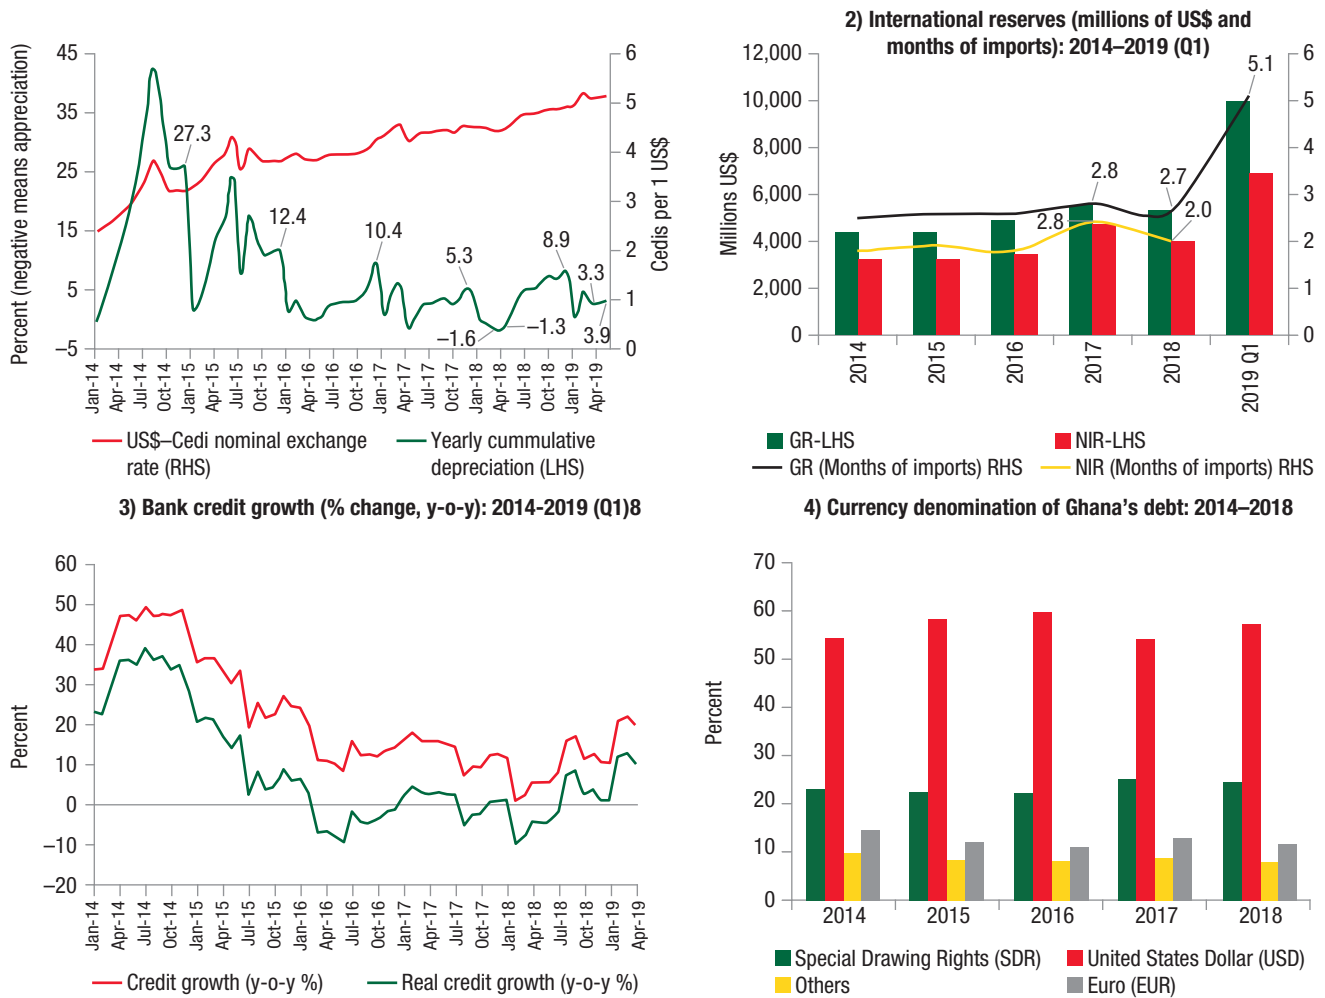 2) International reserves (millions of US$ and
months of imports): 2014–2019 (Q1)
Percent (negative means appreciation)
45
35
25
15
5
–5
27.3
12.4
10.4
5.3
8.9
3.3
–1.6
–1.3
3.9
6
5
4
3
2
1
0
Cedis per 1 US$
Jan-14
Apr-14
Jul-14
Oct-14
Jan-15
Apr-15
Jul-15
Oct-15
Jan-16
Apr-16
Jul-16
Oct-16
Jan-17
Apr-17
Jul-17
Oct-17
Jan-18
Apr-18
Jul-18
Oct-18
Jan-19
Apr-19
US$–Cedi nominal exchange
rate (RHS)
Yearly cummulative
depreciation (LHS)
Millions US$
12,000
10,000
8,000
6,000
4,000
2,000
0
5.1
2.8
2.7
2.8
2.0
6
5
4
3
2
1
0
2014
2015
2016
2017
2018
2019 Q1
GR-LHS
NIR-LHS
GR (Months of imports) RHS
NIR (Months of imports) RHS
3) Bank credit growth (% change, y-o-y): 2014-2019 (Q1)8
Percent
60
50
40
30
20
10
0
–10
–20
Jan-14
Apr-14
Jul-14
Oct-14
Jan-15
Apr-15
Jul-15
Oct-15
Jan-16
Apr-16
Jul-16
Oct-16
Jan-17
Apr-17
Jul-17
Oct-17
Jan-18
Apr-18
Jul-18
Oct-18
Jan-19
Apr-19
Credit growth (y-o-y %)
Real credit growth (y-o-y %)
4) Currency denomination of Ghana’s debt: 2014–2018
Percent
70
60
50
40
30
20
10
0
2014
2015
2016
2017
2018
Special Drawing Rights (SDR)
United States Dollar (USD)
Others
Euro (EUR)